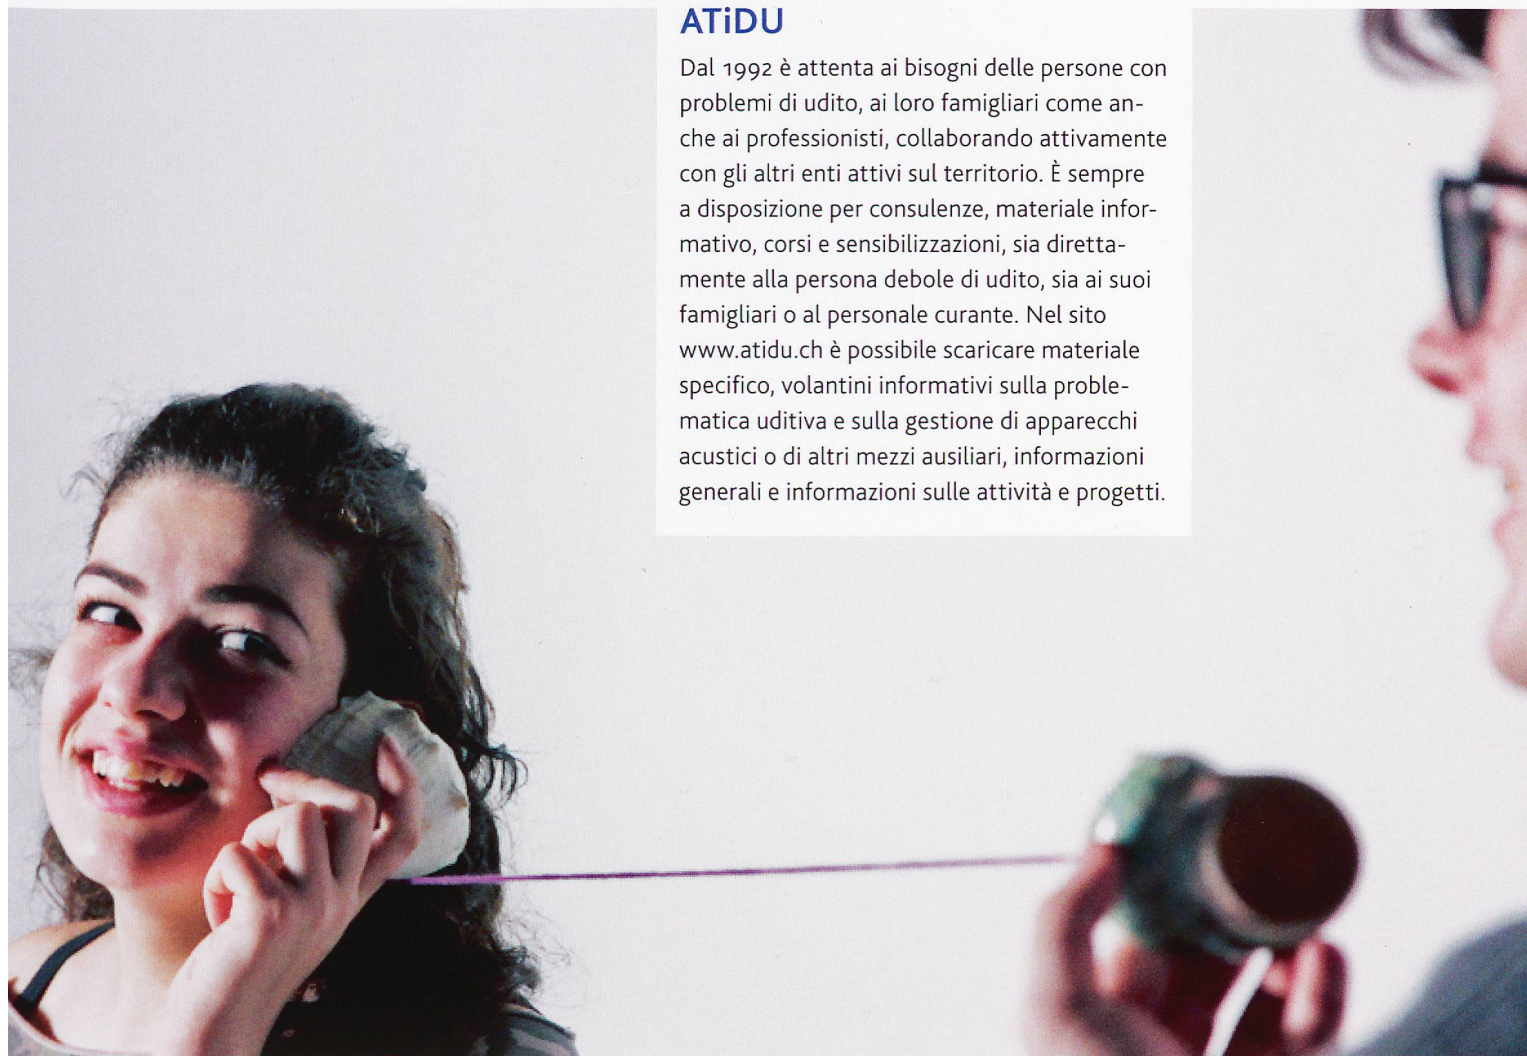 ATiDU
Dal 1992 è attenta ai bisogni delle persone con
problemi di udito, ai loro famigliari come an-
che ai professionisti, collaborando attivamente
con gli altri enti attivi sul territorio. È sempre
a disposizione per consulenze, materiale infor-
mativo, corsi e sensibilizzazioni, sia diretta-
mente alla persona debole di udito, sia ai suoi
famigliari o al personale curante. Nel sito
www.atidu.ch è possibile scaricare materiale
specifico, volantini informativi sulla proble-
matica uditiva e sulla gestione di apparecchi
acustici o di altri mezzi ausiliari, informazioni
generali e informazioni sulle attività e progetti.